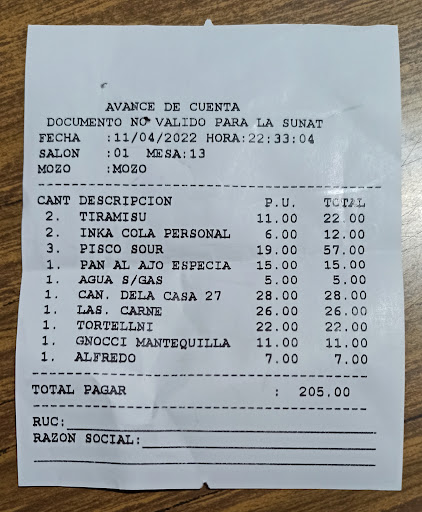 AVANCE DE CUENTA
DOCUMENTO NO VALIDO PARA LA SUNAT
FECHA :11/04/2022 HORA:22:33:04
SALON :01 MESA:13
MOZO :MOZO
CANT DESCRIPCION P.U. TOTAL
2. TIRAMISU 11.00 22.00
2. INKA COLA PERSONAL 6.00 12.00
3. PISCO SOUR 19.00 57.00
1. PAN AL AJO ESPECIA 15.00 15.00
1. AGUA S/GAS 5.00 5.00
1. CAN. DELA CASA 27 28.00 28.00
1. LAS. CARNE 26.00 26.00
1. TORTELLNI 22.00 22.00
1. GNOCCI MANTEQUILLA 11.00 11.00
1. ALFREDO 7.00 7.00
TOTAL PAGAR : 205.00
RUC:
RAZON SOCIAL: